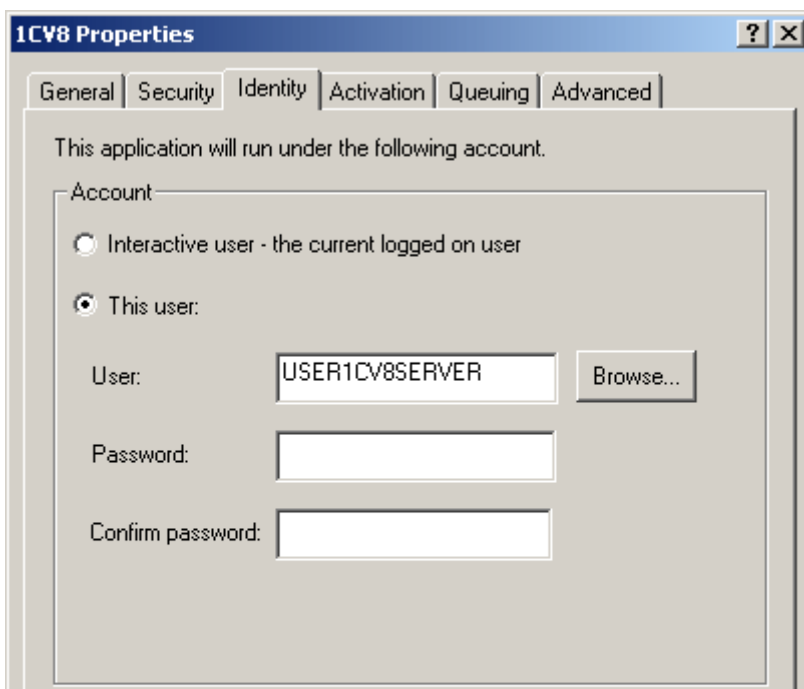 1CV8 Properties
General Security Identity Activation Queuing Advanced
This application will run under the following account.
Account
Interactive user - the current logged on user
This user:
User: USER1CV8SERVER Browse...
Password:
Confirm password: